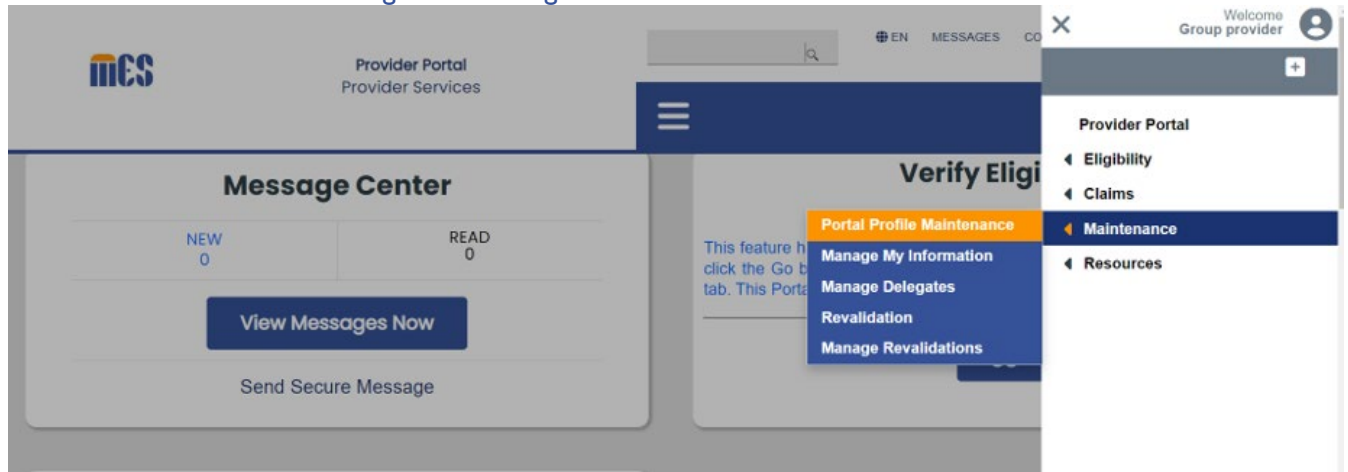 mes
Provider Portal
Provider Services
EN MESSAGES CO
Welcome
Group provider
Message Center
NEW
0
READ
0
View Messages Now
Send Secure Message
Verify Eligi
This feature h
click the Go b
tab. This Porta
Portal Profile Maintenance
Manage My Information
Manage Delegates
Revalidation
Manage Revalidations
Provider Portal
Eligibility
Claims
Maintenance
Resources